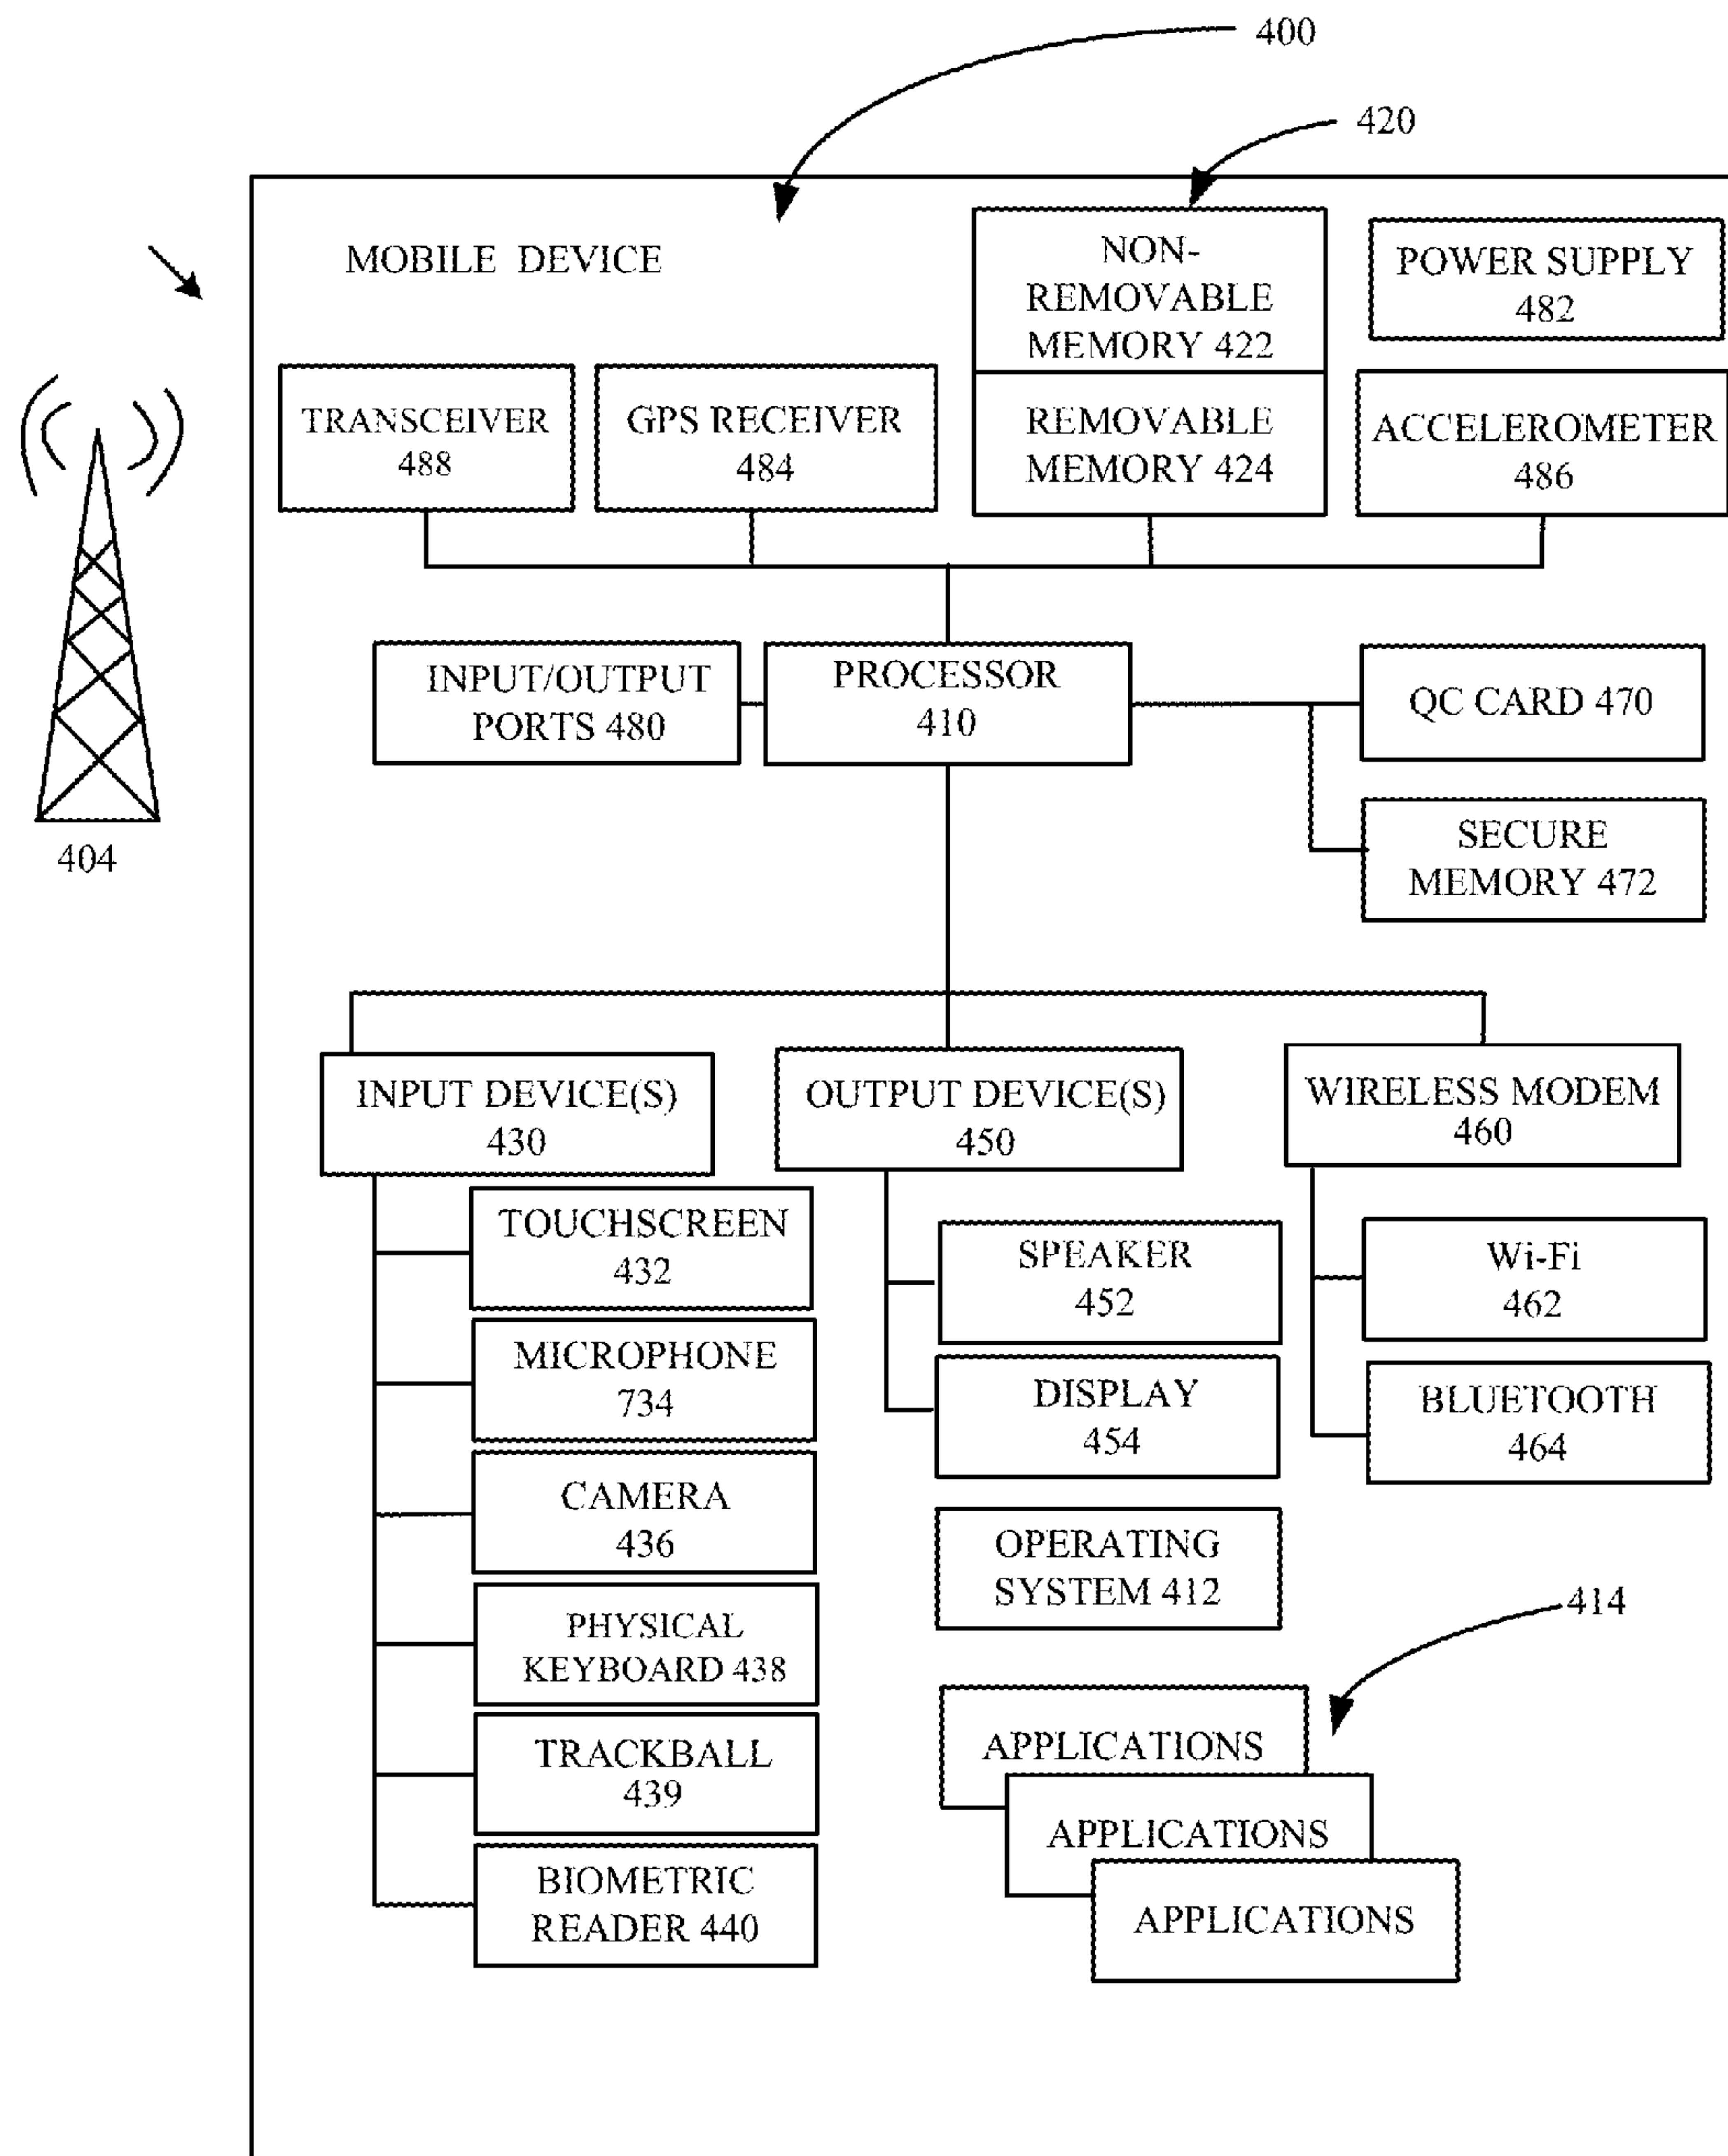 400
420
MOBILE DEVICE
NON-
REMOVABLE
MEMORY 422
POWER SUPPLY
482
TRANSCEIVER
488
GPS RECEIVER
484
REMOVABLE
MEMORY 424
ACCELEROMETER
486
INPUT/OUTPUT
PORTS 480
PROCESSOR
410
QC CARD 470
SECURE
MEMORY 472
404
INPUT DEVICE(S)
430
OUTPUT DEVICE(S)
450
WIRELESS MODEM
460
TOUCHSCREEN
432
MICROPHONE
734
CAMERA
436
PHYSICAL
KEYBOARD 438
TRACKBALL
439
BIOMETRIC
READER 440
SPEAKER
452
DISPLAY
454
Wi-Fi
462
BLUETOOTH
464
OPERATING
SYSTEM 412
414
APPLICATIONS
APPLICATIONS
APPLICATIONS